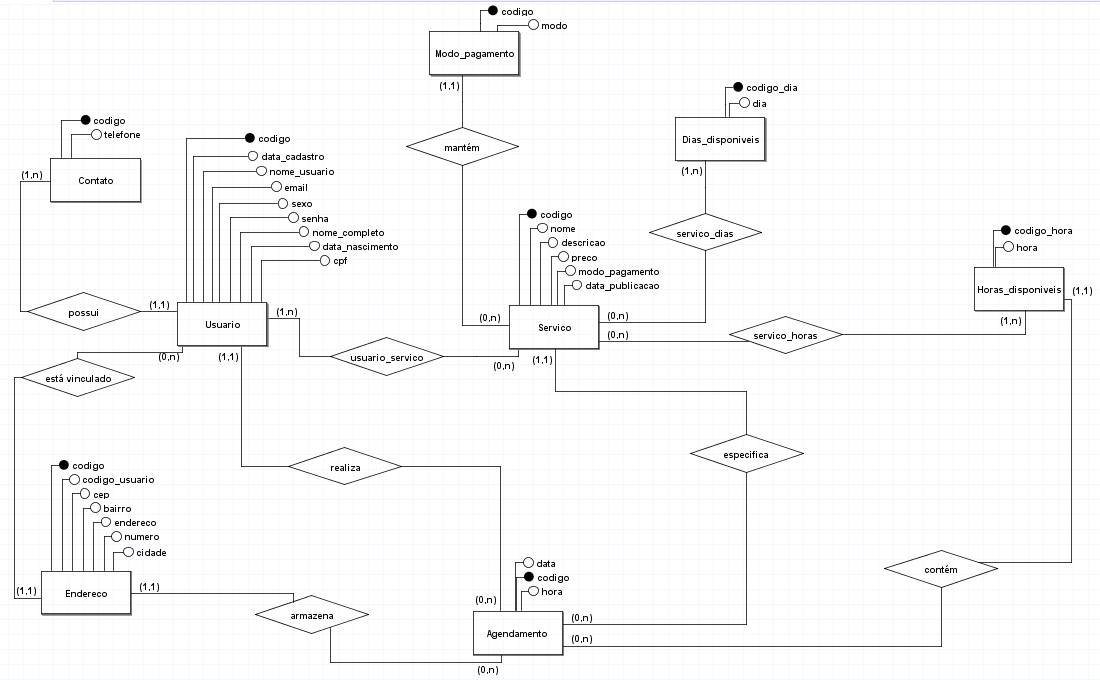 codigo
modo
Modo_pagamento
(1,1)
mantém
codigo_dia
dia
Dias_disponiveis
(1,n)
servico_dias
codigo
telefone
Contato
(1,n)
codigo
data_cadastro
nome_usuario
email
sexo
senha
nome_completo
data_nascimento
cpf
possui
(1,1)
Usuario
(1,n)
(0,n)
(1,1)
codigo
nome
descricao
preco
modo_pagamento
data_publicacao
(0,n)
Servico
(0,n)
(0,n)
(0,n)
(1,1)
codigo_hora
hora
Horas_disponiveis
(1,1)
(1,n)
servico_horas
usuario_servico
está vinculado
realiza
especifica
codigo
codigo_usuario
cep
bairro
endereco
numero
cidade
(1,1)
Endereco
(1,1)
armazena
data
codigo
hora
(0,n)
Agendamento
(0,n)
(0,n)
(0,n)
contém